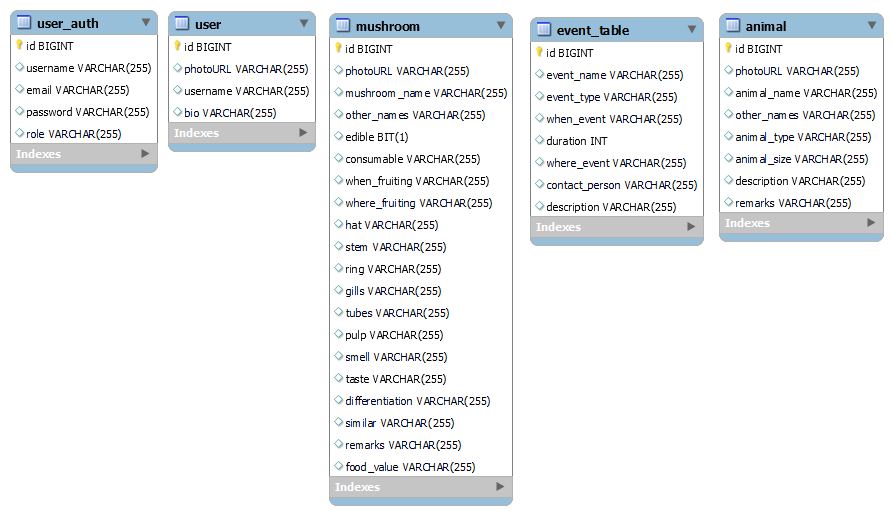 user_auth
id BIGINT
username VARCHAR(255)
email VARCHAR(255)
password VARCHAR(255)
role VARCHAR(255)
Indexes
user
id BIGINT
photoURL VARCHAR(255)
username VARCHAR(255)
bio VARCHAR(255)
Indexes
mushroom
id BIGINT
photoURL VARCHAR(255)
mushroom_name VARCHAR(255)
other_names VARCHAR(255)
edible BIT(1)
consumable VARCHAR(255)
when_fruiting VARCHAR(255)
where_fruiting VARCHAR(255)
hat VARCHAR(255)
stem VARCHAR(255)
ring VARCHAR(255)
gills VARCHAR(255)
tubes VARCHAR(255)
pulp VARCHAR(255)
smell VARCHAR(255)
taste VARCHAR(255)
differentiation VARCHAR(255)
similar VARCHAR(255)
remarks VARCHAR(255)
food_value VARCHAR(255)
Indexes
event_table
id BIGINT
event_name VARCHAR(255)
event_type VARCHAR(255)
when_event VARCHAR(255)
duration INT
where_event VARCHAR(255)
contact_person VARCHAR(255)
description VARCHAR(255)
Indexes
animal
id BIGINT
photoURL VARCHAR(255)
animal_name VARCHAR(255)
other_names VARCHAR(255)
animal_type VARCHAR(255)
animal_size VARCHAR(255)
description VARCHAR(255)
remarks VARCHAR(255)
Indexes